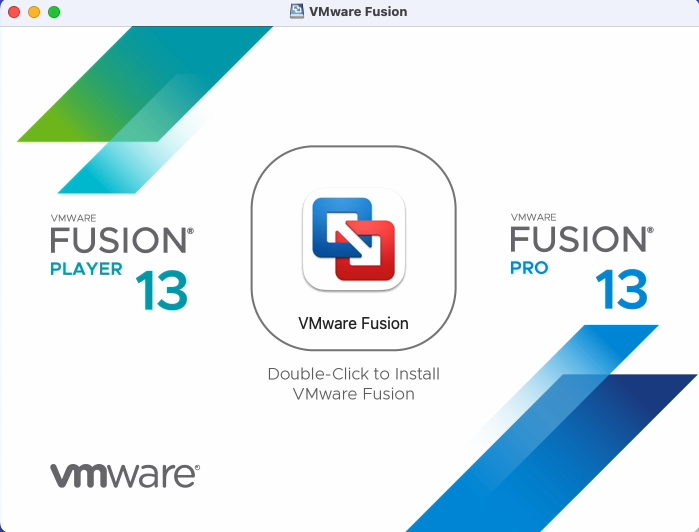 VMware Fusion
VMWARE
FUSION®
PLAYER 13
VMware Fusion
Double-Click to Install
VMware Fusion
VMWARE
FUSION®
PRO 13
vmware®